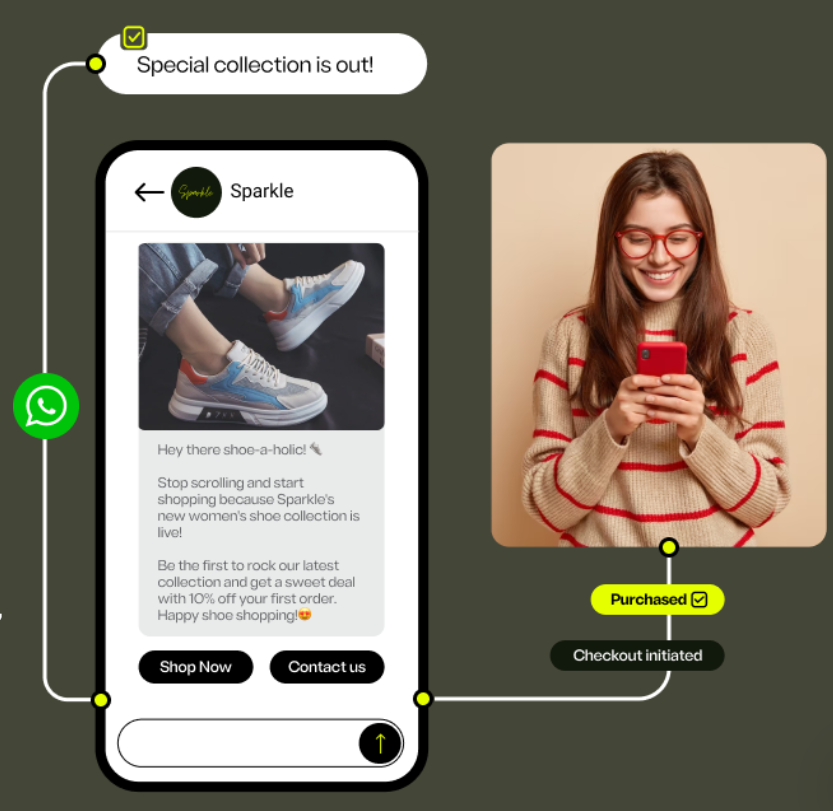 Special collection is out!
Sparkle
Sparkle
Hey there shoe-a-holic!
Stop scrolling and start
shopping because Sparkle's
new women's shoe collection is
live!
Be the first to rock our latest
collection and get a sweet deal
with 10% off your first order.
Happy shoe shopping!😍
Shop Now
Contact us
Purchased
Checkout initiated